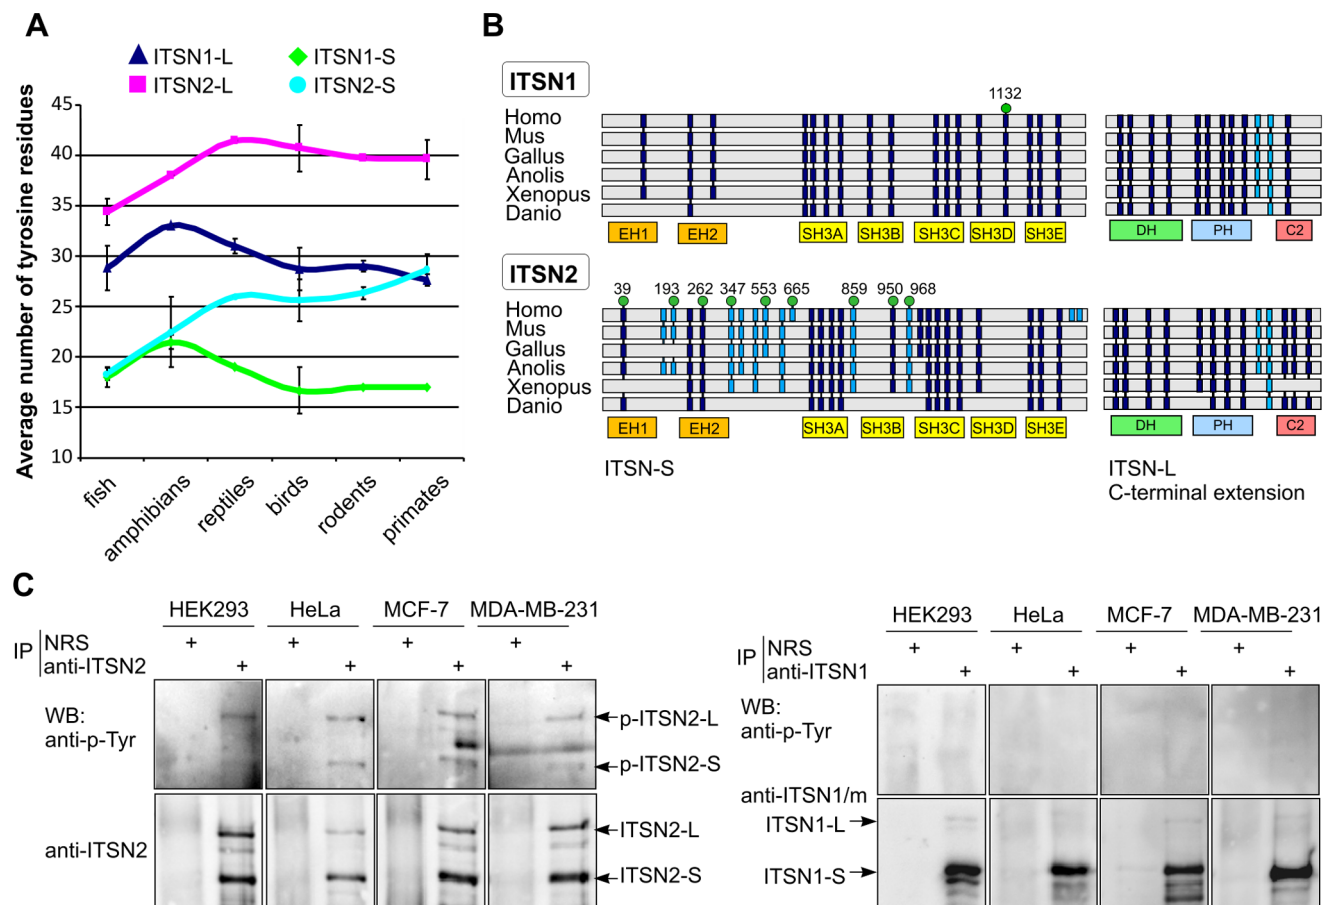 A
ITSN1-L
ITSN1-S
ITSN2-L
ITSN2-S
Average number of tyrosine residues
45
40
35
30
25
20
15
10
fish
amphibians
reptiles
birds
rodents
primates
B
ITSN1
1132
Homo
Mus
Gallus
Anolis
Xenopus
Danio
EH1 EH2 SH3A SH3B SH3C SH3D SH3E DH PH C2
ITSN2
39 193 262 347 553 665 859 950 968
Homo
Mus
Gallus
Anolis
Xenopus
Danio
EH1 EH2 SH3A SH3B SH3C SH3D SH3E DH PH C2
ITSN-S
ITSN-L
C-terminal extension
C
HEK293 HeLa MCF-7 MDA-MB-231
IP
NRS + + + +
anti-ITSN2 + + + +
WB:
anti-p-Tyr
p-ITSN2-L
p-ITSN2-S
anti-ITSN2
ITSN2-L
ITSN2-S
HEK293 HeLa MCF-7 MDA-MB-231
IP
NRS + + + +
anti-ITSN1 + + + +
WB:
anti-p-Tyr
anti-ITSN1/m
ITSN1-L
ITSN1-S